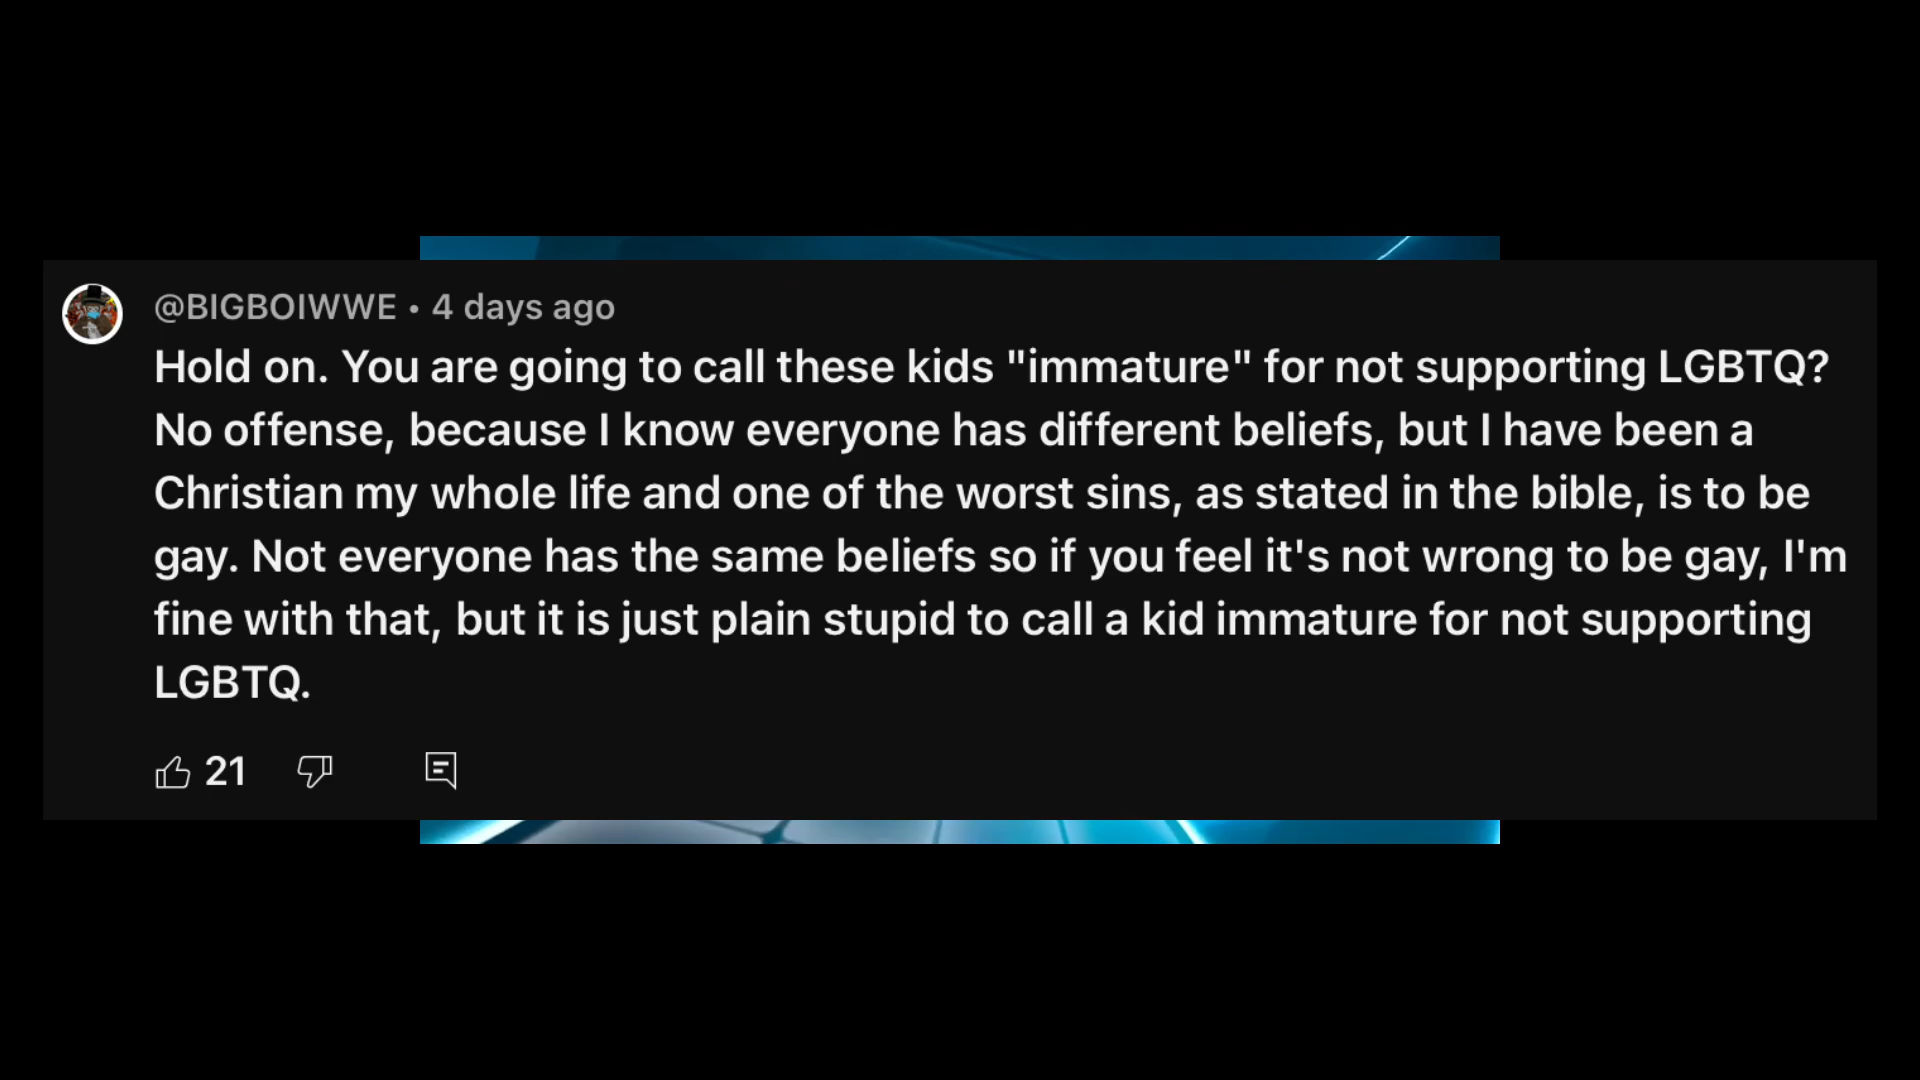 @BIGBOIWWE • 4 days ago
Hold on. You are going to call these kids "immature" for not supporting LGBTQ?
No offense, because I know everyone has different beliefs, but I have been a
Christian my whole life and one of the worst sins, as stated in the bible, is to be
gay. Not everyone has the same beliefs so if you feel it's not wrong to be gay, I'm
fine with that, but it is just plain stupid to call a kid immature for not supporting
LGBTQ.
21